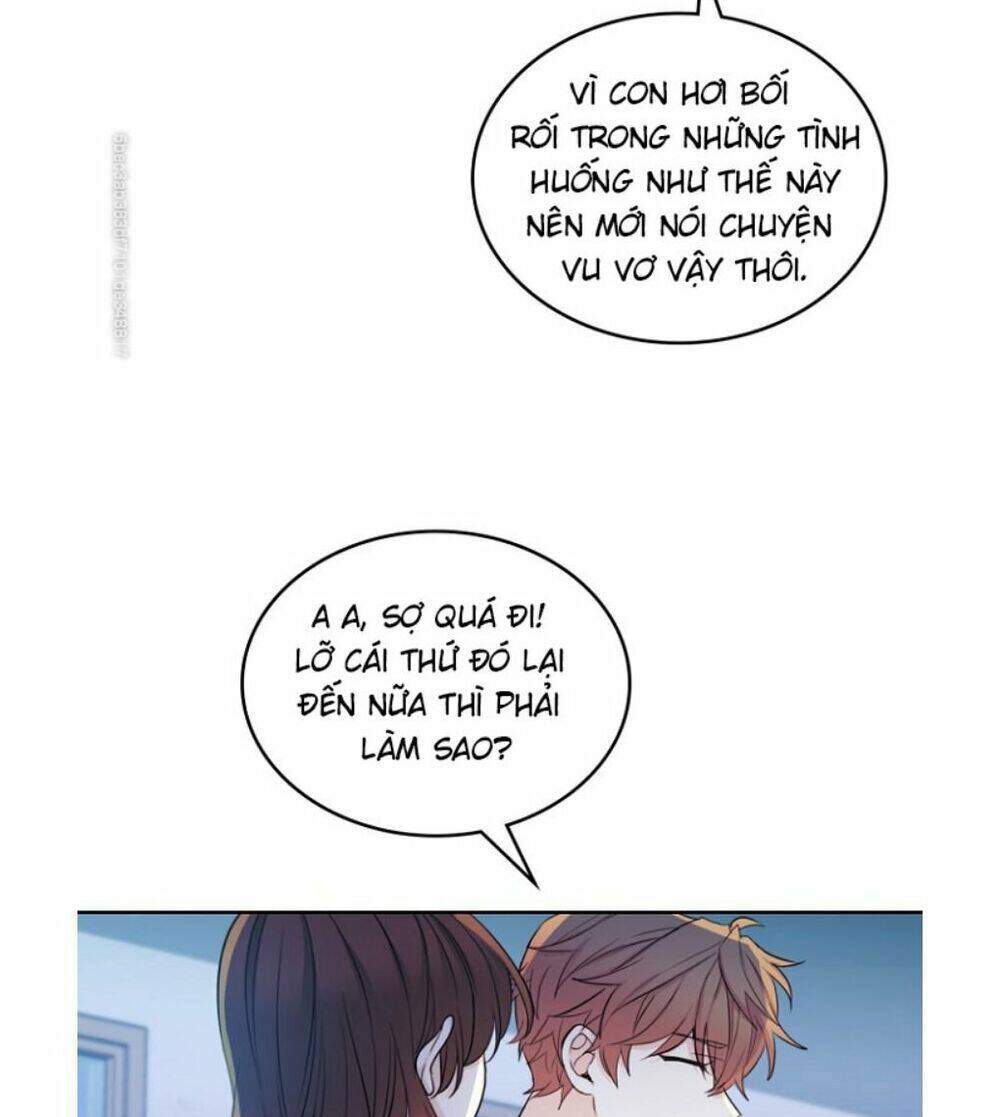 VÌ CON HƠI BỐI
RỐI TRONG NHỮNG TÌNH
HUỐNG NHƯ THẾ NÀY
NÊN MỚI NÓI CHUYỆN
VU VƠ VẬY THÔI.
A A, SỢ QUÁ ĐI!
LỠ CÁI THỨ ĐÓ LẠI
ĐẾN NỮA THÌ PHẢI
LÀM SAO?